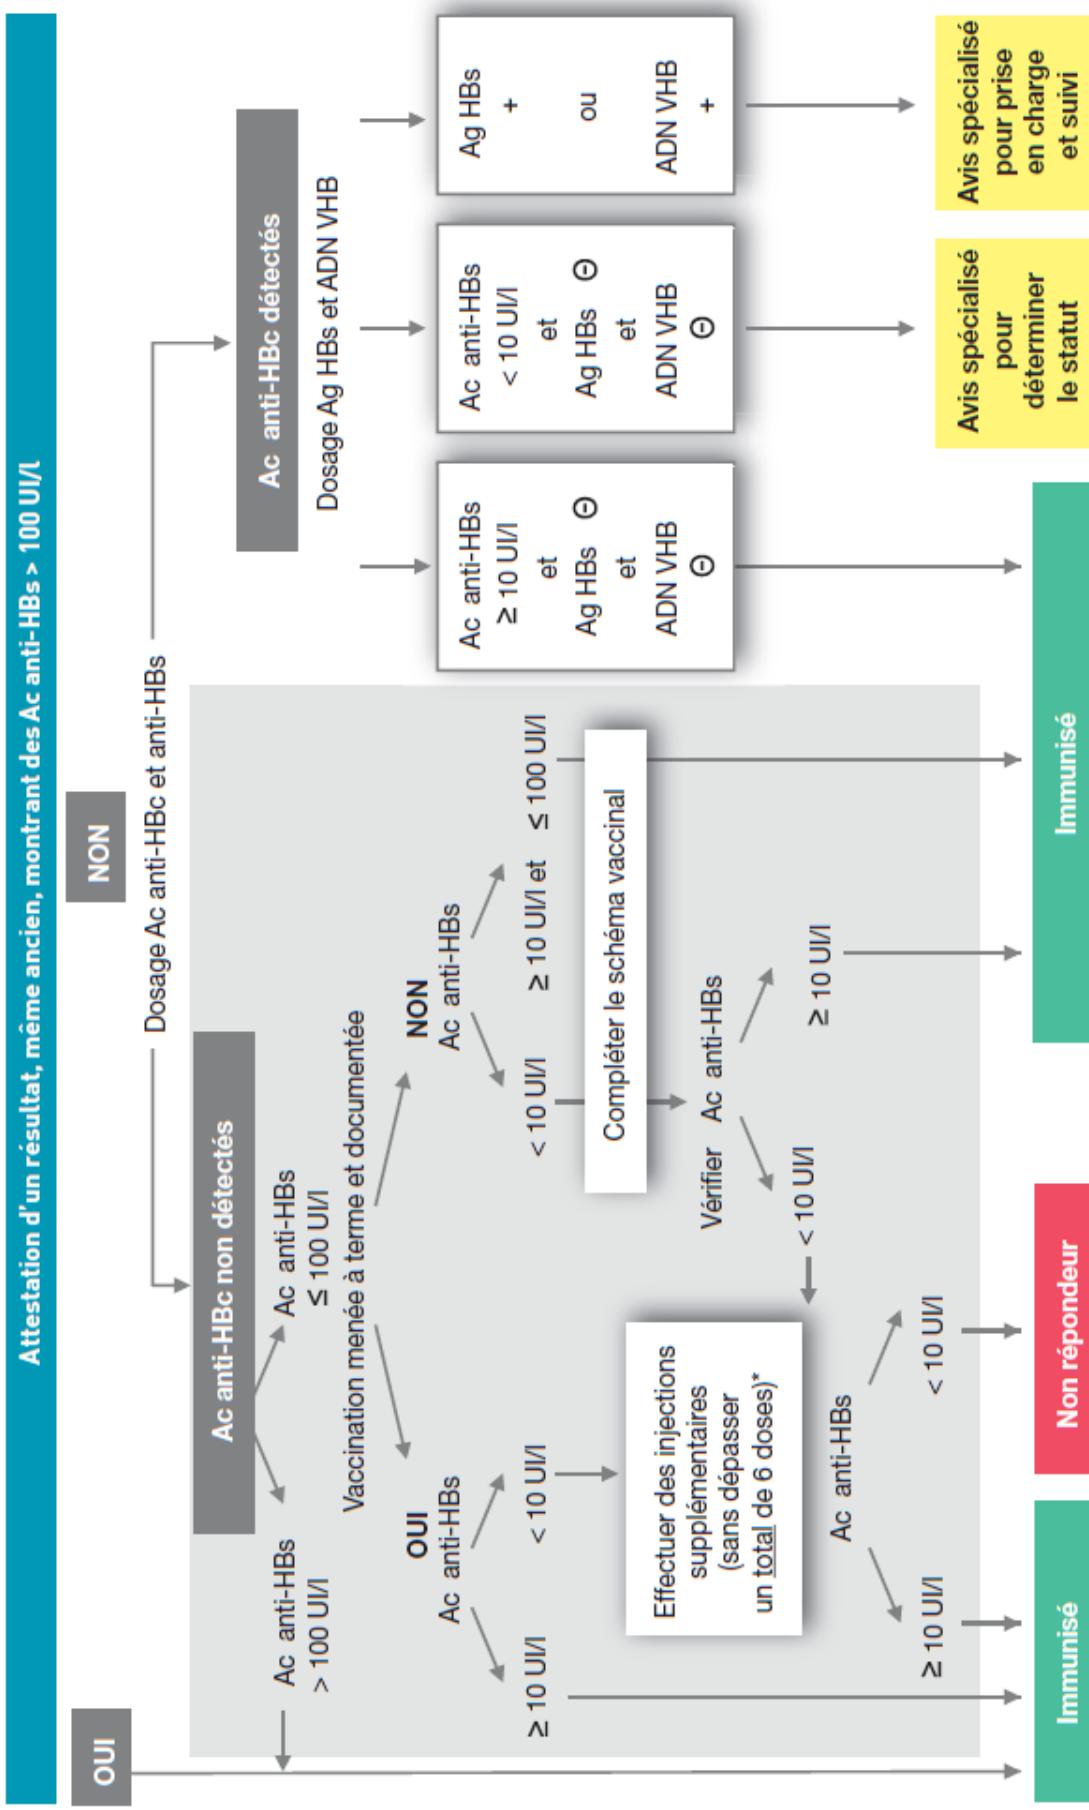 Attestation d'un résultat, même ancien, montrant des Ac anti-HBs > 100 UI/l
OUI
NON
Dosage Ac anti-HBc et anti-HBs
Ac anti-HBc non détectés
Ac anti-HBc détectés
Ac anti-HBs
> 100 UI/l
Ac anti-HBs
≤ 100 UI/l
Vaccination menée à terme et documentée
OUI
Ac anti-HBs
NON
Ac anti-HBs
≥ 10 UI/l
< 10 UI/l
< 10 UI/l
≥ 10 UI/l et ≤ 100 UI/l
Effectuer des injections
supplémentaires
(sans dépasser
un total de 6 doses)*
Compléter le schéma vaccinal
Vérifier Ac anti-HBs
< 10 UI/l
≥ 10 UI/l
Ac anti-HBs
≥ 10 UI/l
< 10 UI/l
Dosage Ag HBs et ADN VHB
Ac anti-HBs
≥ 10 UI/l
et
Ag HBs ⊖
et
ADN VHB
⊖
Ac anti-HBs
< 10 UI/l
et
Ag HBs ⊖
et
ADN VHB
⊖
Ag HBs
+
ou
ADN VHB
+
Immunisé
Non répondeur
Immunisé
Avis spécialisé
pour
déterminer
le statut
Avis spécialisé
pour prise
en charge
et suivi